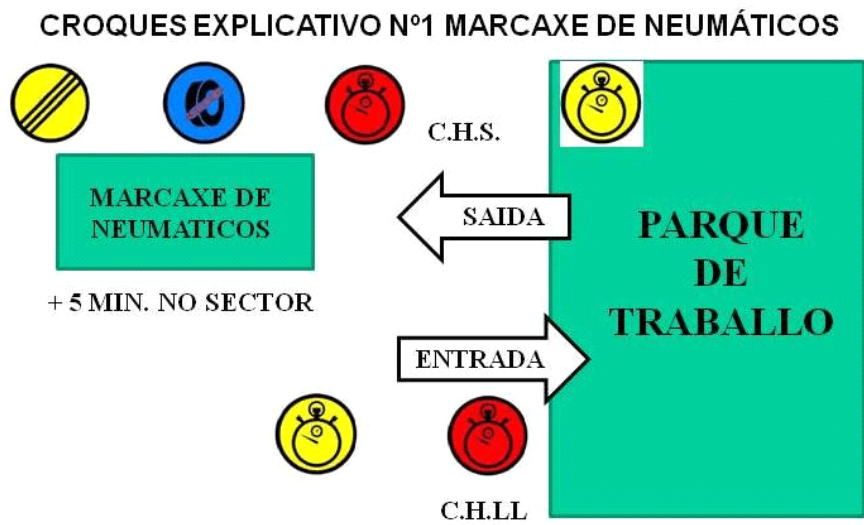 CROQUES EXPLICATIVO Nº1 MARCAXE DE NEUMÁTICOS
C.H.S.
MARCAXE DE
NEUMATICOS
+ 5 MIN. NO SECTOR
SAIDA
ENTRADA
PARQUE
DE
TRABALLO
C.H.LL